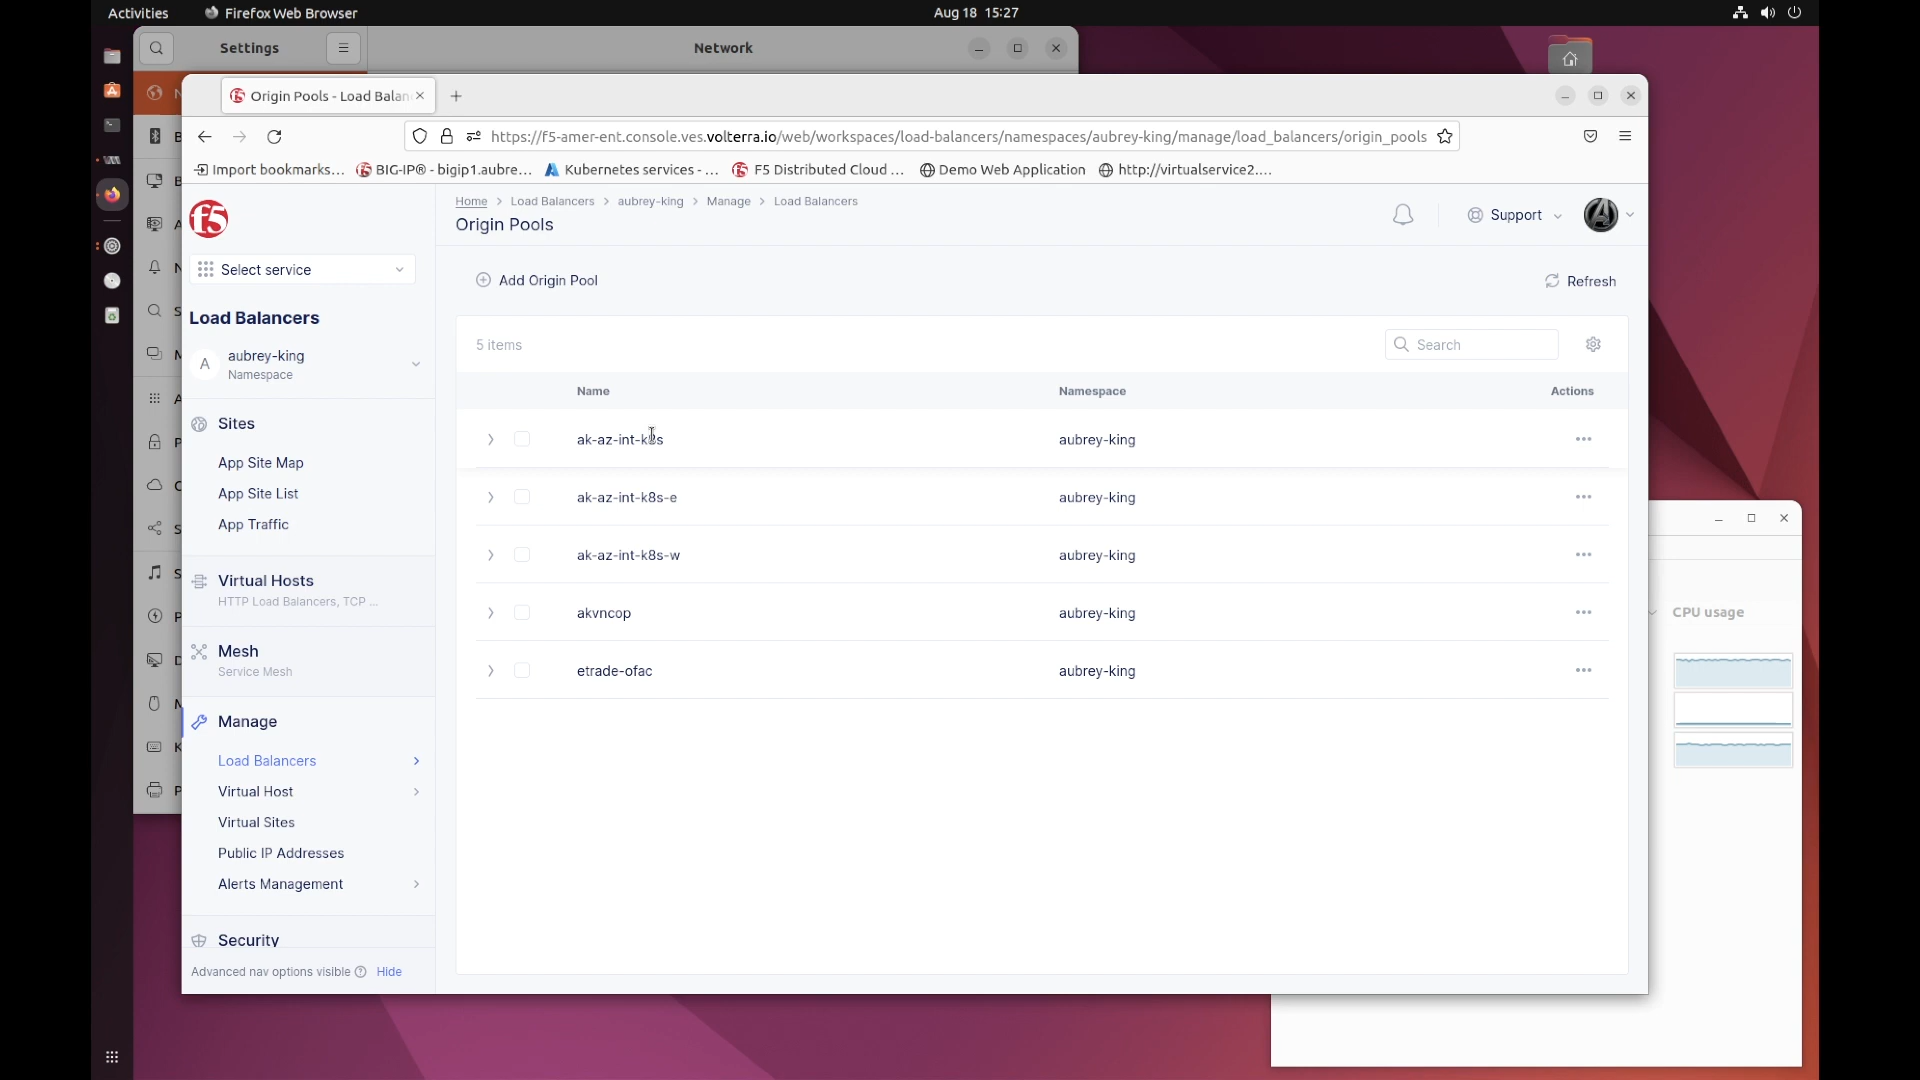 Activities
Firefox Web Browser
Aug 18 15:27
Settings
Network
Origin Pools - Load Balan
https://f5-amer-ent.console.ves.volterra.io/web/workspaces/load-balancers/namespaces/aubrey-king/manage/load_balancers/origin_pools
Import bookmarks...
BIG-IP® - bigip1.aubre...
Kubernetes services - ...
F5 Distributed Cloud ...
Demo Web Application
http://virtualservice2....
f5
Home > Load Balancers > aubrey-king > Manage > Load Balancers
Origin Pools
Support
Select service
Load Balancers
A
aubrey-king
Namespace
Sites
App Site Map
App Site List
App Traffic
Virtual Hosts
HTTP Load Balancers, TCP ...
Mesh
Service Mesh
Manage
Load Balancers
Virtual Host
Virtual Sites
Public IP Addresses
Alerts Management
Security
Advanced nav options visible
Hide
Add Origin Pool
Refresh
5 items
Search
Name Namespace Actions
ak-az-int-k8s aubrey-king
ak-az-int-k8s-e aubrey-king
ak-az-int-k8s-w aubrey-king
akvncop aubrey-king
etrade-ofac aubrey-king
CPU usage